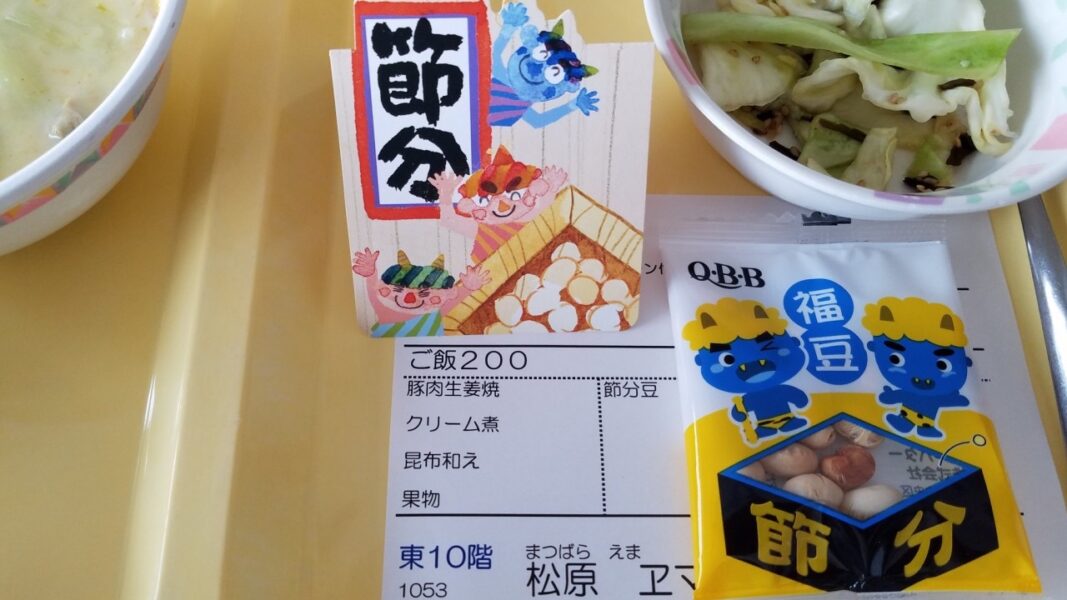 節分
Q·B·B
福豆
節分
ご飯200
豚肉生姜焼 節分豆
クリーム煮
昆布和え
果物
東10階
1053
まつばら えま
松原 ヱマ